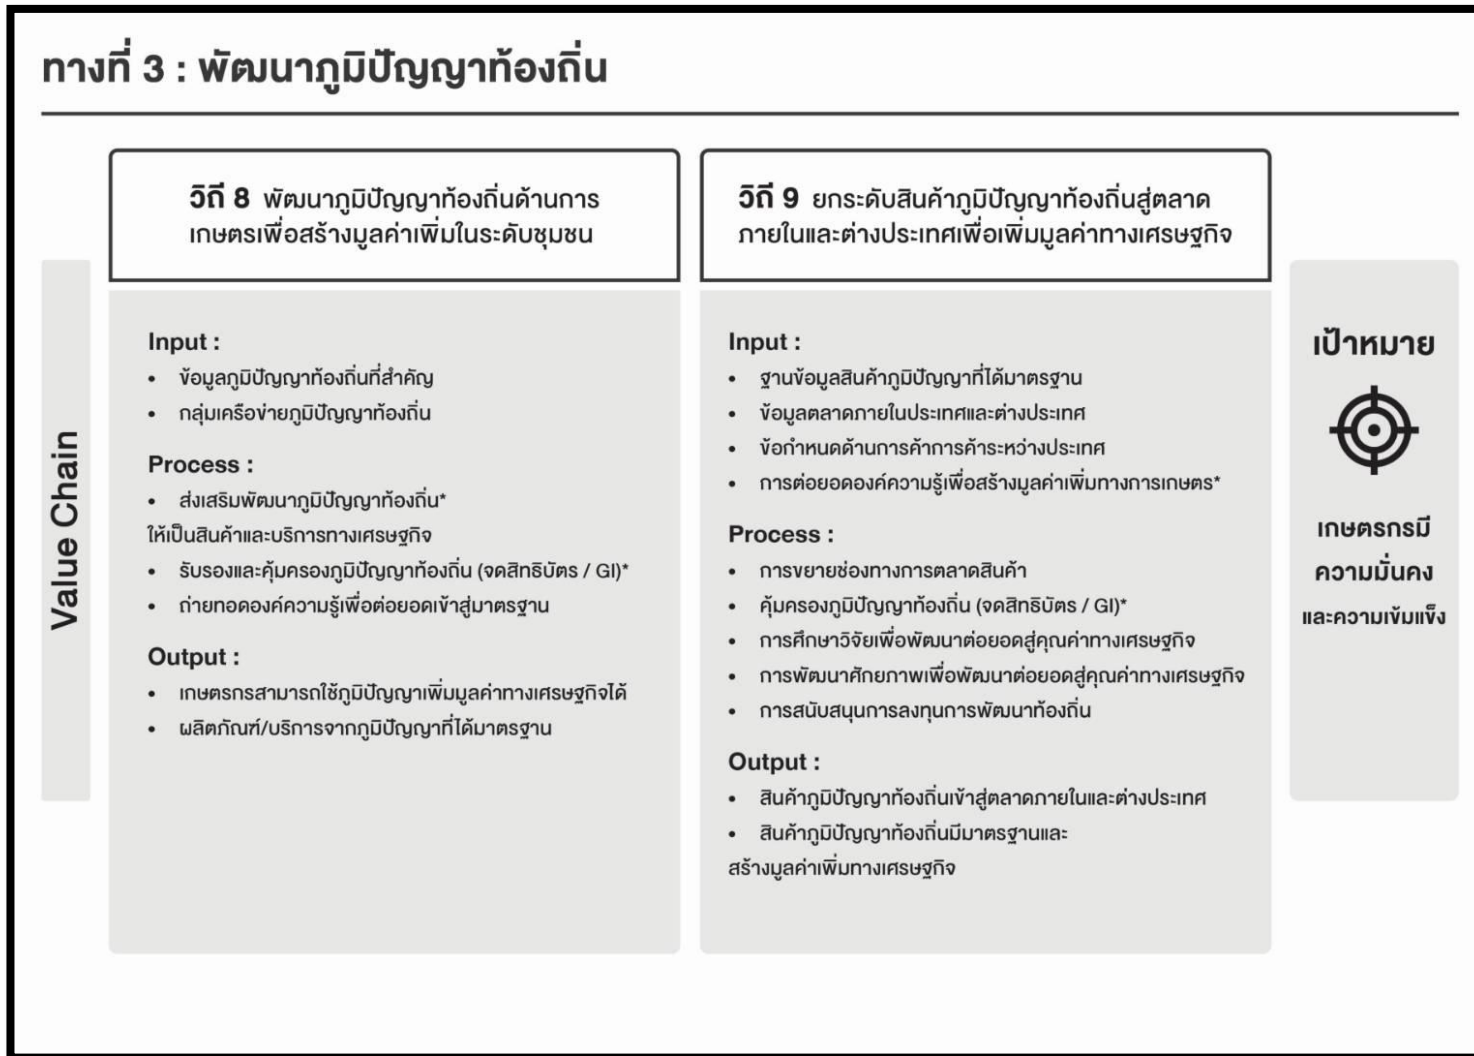 ทางที่ 3 : พัฒนาภูมิปัญญาท้องถิ่น
Value Chain
วิถี 8 พัฒนาภูมิปัญญาท้องถิ่นด้านการ
เกษตรเพื่อสร้างมูลค่าเพิ่มในระดับชุมชน
Input :
• ข้อมูลภูมิปัญญาท้องถิ่นที่สำคัญ
• กลุ่มเครือข่ายภูมิปัญญาท้องถิ่น
Process :
• ส่งเสริมพัฒนาภูมิปัญญาท้องถิ่น*
ให้เป็นสินค้าและบริการทางเศรษฐกิจ
• รับรองและคุ้มครองภูมิปัญญาท้องถิ่น (จดสิทธิบัตร / GI)*
• ถ่ายทอดองค์ความรู้เพื่อต่อยอดเข้าสู่มาตรฐาน
Output :
• เกษตรกรสามารถใช้ภูมิปัญญาเพิ่มมูลค่าทางเศรษฐกิจได้
• ผลิตภัณฑ์/บริการจากภูมิปัญญาที่ได้มาตรฐาน
วิถี 9 ยกระดับสินค้าภูมิปัญญาท้องถิ่นสู่ตลาด
ภายในและต่างประเทศเพื่อเพิ่มมูลค่าทางเศรษฐกิจ
Input :
• ฐานข้อมูลสินค้าภูมิปัญญาที่ได้มาตรฐาน
• ข้อมูลตลาดภายในประเทศและต่างประเทศ
• ข้อกำหนดด้านการค้าการค้าระหว่างประเทศ
• การต่อยอดองค์ความรู้เพื่อสร้างมูลค่าเพิ่มทางการเกษตร*
Process :
• การขยายช่องทางการตลาดสินค้า
• คุ้มครองภูมิปัญญาท้องถิ่น (จดสิทธิบัตร / GI)*
• การศึกษาวิจัยเพื่อพัฒนาต่อยอดสู่คุณค่าทางเศรษฐกิจ
• การพัฒนาศักยภาพเพื่อพัฒนาต่อยอดสู่คุณค่าทางเศรษฐกิจ
• การสนับสนุนการลงทุนการพัฒนาท้องถิ่น
Output :
• สินค้าภูมิปัญญาท้องถิ่นเข้าสู่ตลาดภายในและต่างประเทศ
• สินค้าภูมิปัญญาท้องถิ่นมีมาตรฐานและ
สร้างมูลค่าเพิ่มทางเศรษฐกิจ
เป้าหมาย
เกษตรกรมี
ความมั่นคง
และความเข้มแข็ง